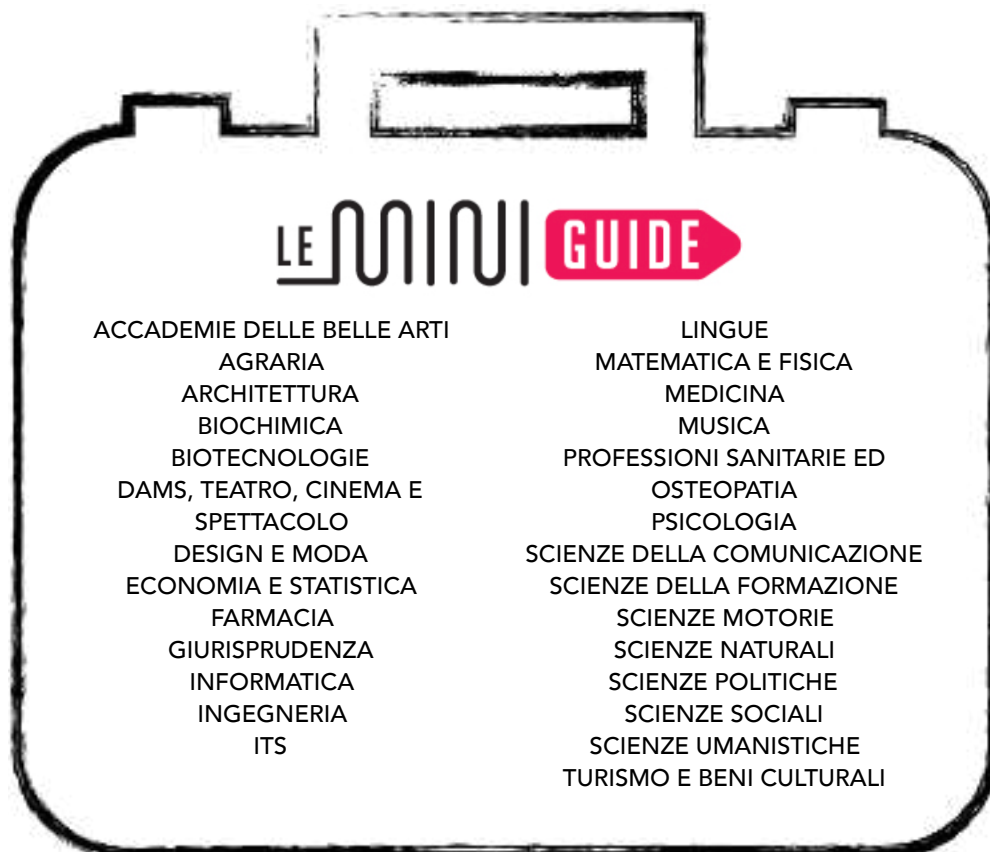 LE MINI GUIDE
ACCADEMIE DELLE BELLE ARTI
AGRARIA
ARCHITETTURA
BIOCHIMICA
BIOTECNOLOGIE
DAMS, TEATRO, CINEMA E
SPETTACOLO
DESIGN E MODA
ECONOMIA E STATISTICA
FARMACIA
GIURISPRUDENZA
INFORMATICA
INGEGNERIA
ITS
LINGUE
MATEMATICA E FISICA
MEDICINA
MUSICA
PROFESSIONI SANITARIE ED
OSTEOPATIA
PSICOLOGIA
SCIENZE DELLA COMUNICAZIONE
SCIENZE DELLA FORMAZIONE
SCIENZE MOTORIE
SCIENZE NATURALI
SCIENZE POLITICHE
SCIENZE SOCIALI
SCIENZE UMANISTICHE
TURISMO E BENI CULTURALI